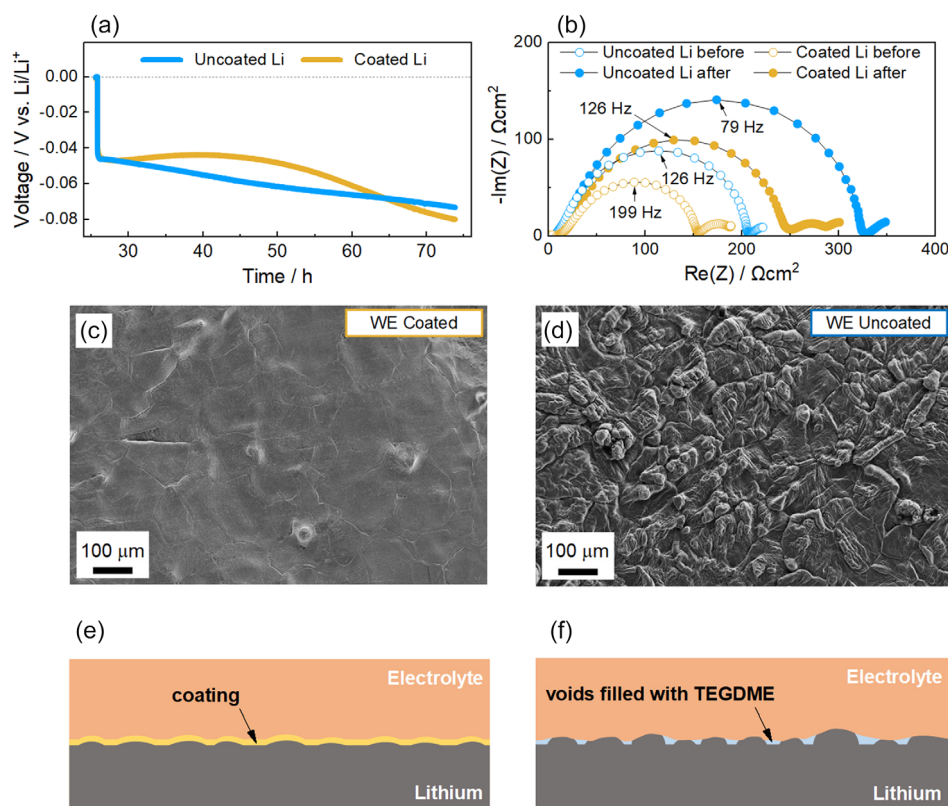 (a)
Uncoated Li
Coated Li
0.00
-0.02
-0.04
-0.06
-0.08
Voltage / V vs. Li/Li⁺
30
40
50
60
70
Time / h
(b)
Uncoated Li before
Coated Li before
Uncoated Li after
Coated Li after
200
100
0
-Im(Z) / Ωcm2
126 Hz
79 Hz
126 Hz
199 Hz
0
100
200
300
400
Re(Z) / Ωcm2
(c)
WE Coated
100 µm
(d)
WE Uncoated
100 µm
(e)
Electrolyte
coating
Lithium
(f)
Electrolyte
voids filled with TEGDME
Lithium